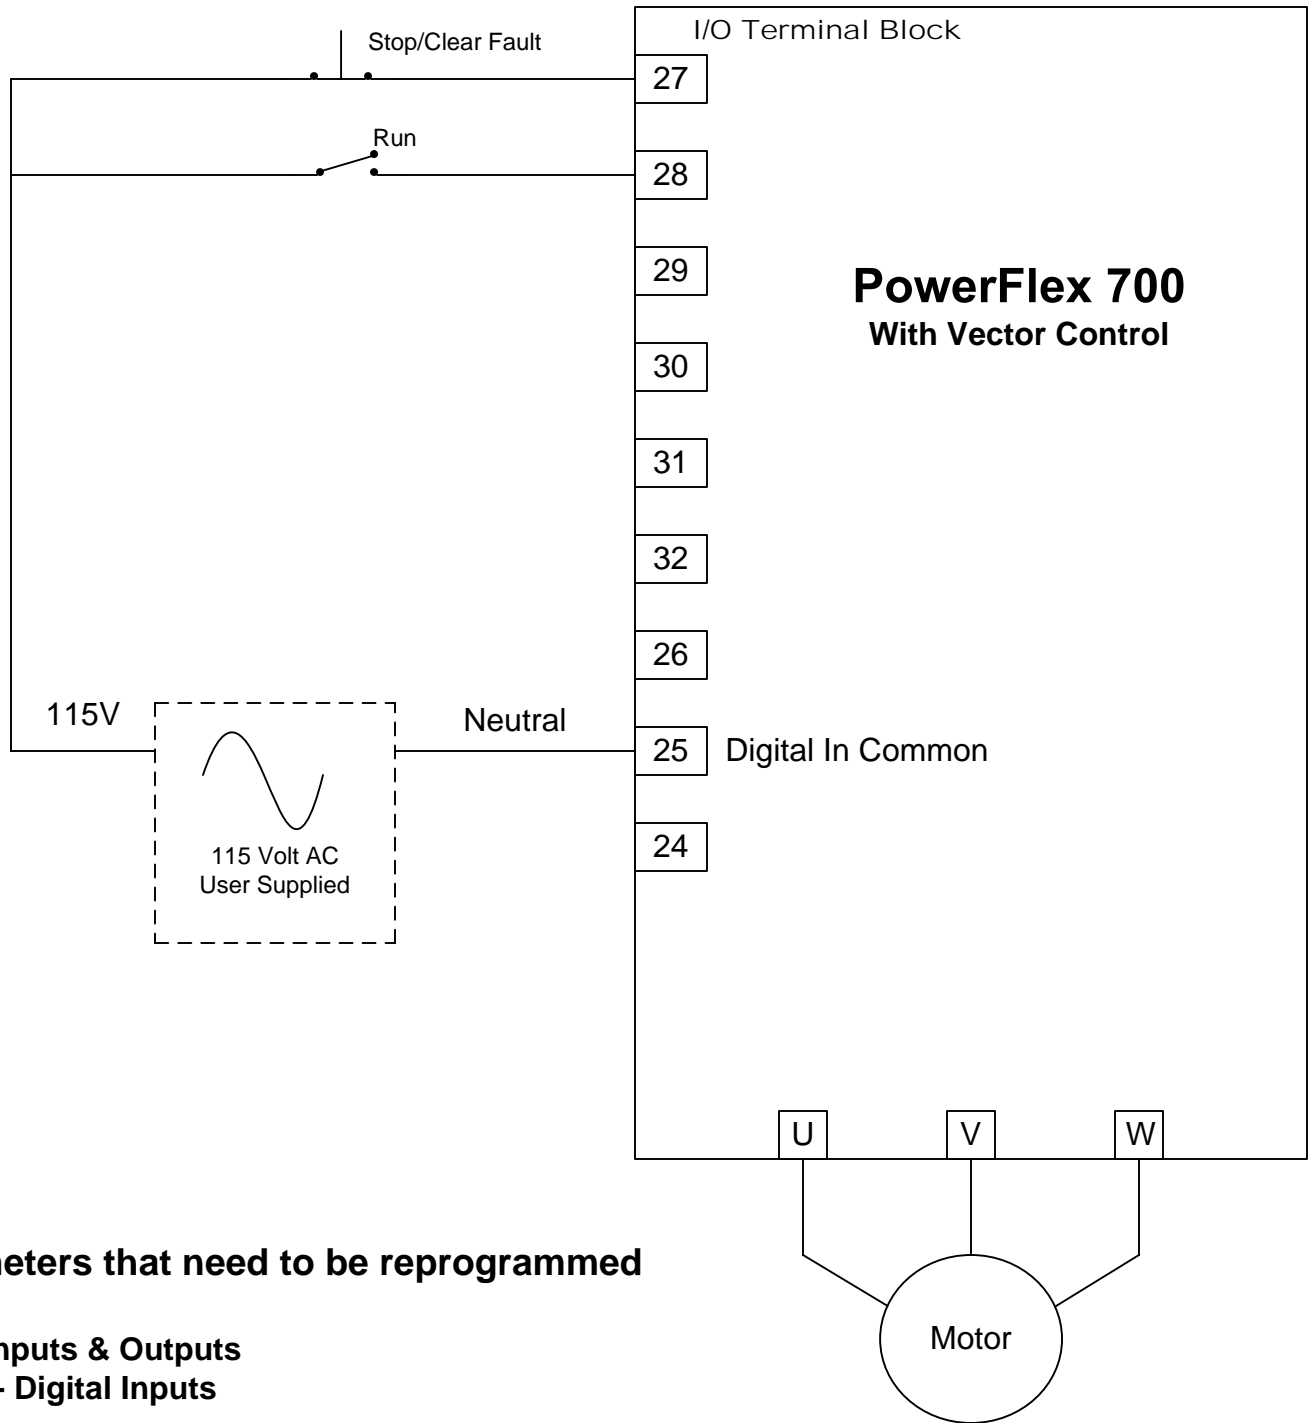 I/O Terminal Block
Stop/Clear Fault
27
Run
28
29
PowerFlex 700
With Vector Control
30
31
32
26
115V
Neutral
25
Digital In Common
115 Volt AC
User Supplied
24
U
V
W
Motor
that need to be reprogrammed
& Outputs
- Digital Inputs